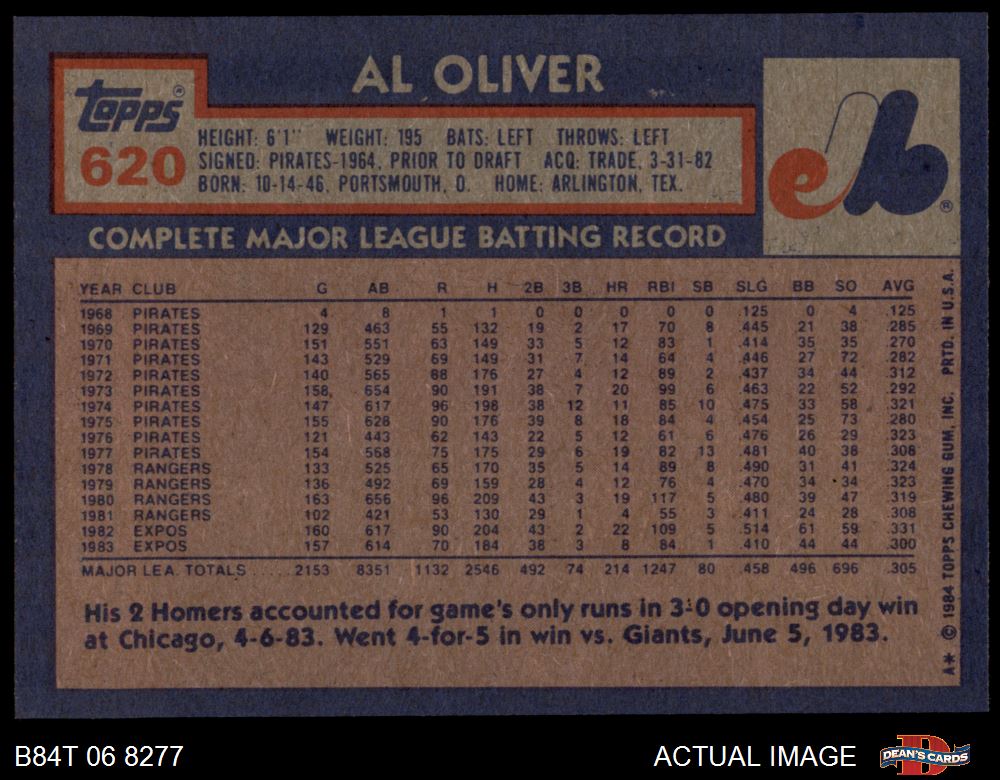 AL OLIVER
Topps®
620
HEIGHT: 6'1" WEIGHT: 195 BATS: LEFT THROWS: LEFT
SIGNED: PIRATES-1964, PRIOR TO DRAFT ACQ: TRADE, 3-31-82
BORN: 10-14-46, PORTSMOUTH, O. HOME: ARLINGTON, TEX.
eb®
COMPLETE MAJOR LEAGUE BATTING RECORD
YEAR CLUB G AB R H 2B 3B HR RBI SB SLG BB SO AVG
1968 PIRATES 4 8 1 1 0 0 0 0 0 .125 0 4 .125
1969 PIRATES 129 463 55 132 19 2 17 70 8 .445 21 38 .285
1970 PIRATES 151 551 63 149 33 5 12 83 1 .414 35 35 .270
1971 PIRATES 143 529 69 149 31 7 14 64 4 .446 27 72 .282
1972 PIRATES 140 565 88 176 27 4 12 89 2 .437 34 44 .312
1973 PIRATES 158 654 90 191 38 7 20 99 6 .463 22 52 .292
1974 PIRATES 147 617 96 198 38 12 11 85 10 .475 33 58 .321
1975 PIRATES 155 628 90 176 39 8 18 84 4 .454 25 73 .280
1976 PIRATES 121 443 62 143 22 5 12 61 6 .476 26 29 .323
1977 PIRATES 154 568 75 175 29 6 19 82 13 .481 40 38 .308
1978 RANGERS 133 525 65 170 35 5 14 89 8 .490 31 41 .324
1979 RANGERS 136 492 69 159 28 4 12 76 4 .470 34 34 .323
1980 RANGERS 163 656 96 209 43 3 19 117 5 .480 39 47 .319
1981 RANGERS 102 421 53 130 29 1 4 55 3 .411 24 28 .308
1982 EXPOS 160 617 90 204 43 2 22 109 5 .514 61 59 .331
1983 EXPOS 157 614 70 184 38 3 8 84 1 .410 44 44 .300
MAJOR LEA. TOTALS ..... 2153 8351 1132 2546 492 74 214 1247 80 .458 496 696 .305
His 2 Homers accounted for game's only runs in 3-0 opening day win
at Chicago, 4-6-83. Went 4-for-5 in win vs. Giants, June 5, 1983.
A* © 1984 TOPPS CHEWING GUM, INC. PRTD. IN U.S.A.
B84T 06 8277
ACTUAL IMAGE
D
DEAN'S CARDS